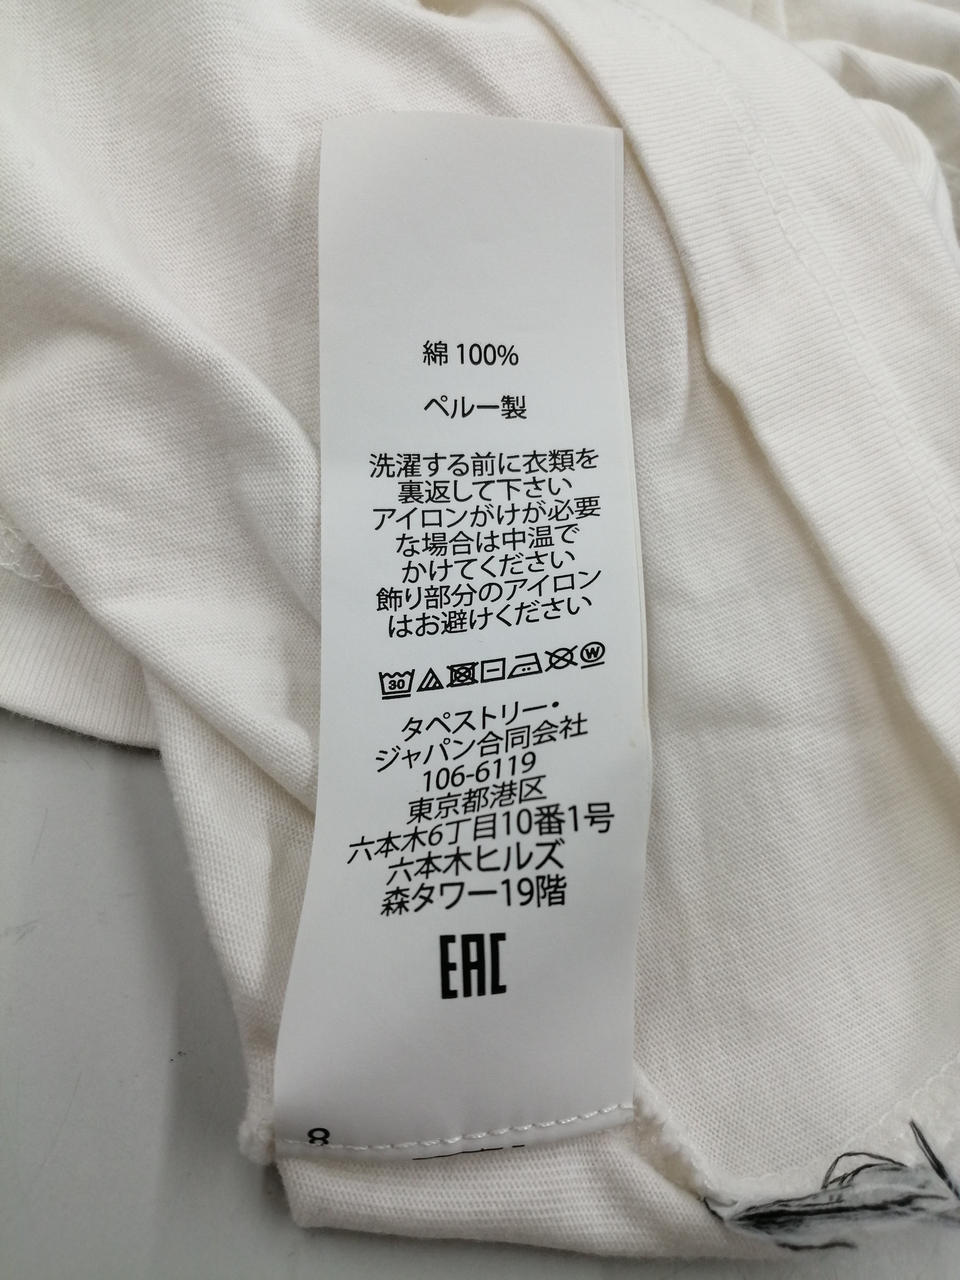 綿 100%
ペルー製
洗濯する前に衣類を
裏返して下さい
アイロンがけが必要
な場合は中温で
かけてください
飾り部分のアイロン
はお避けください
30 W
タペストリー・
ジャパン合同会社
106-6119
東京都港区
六本木6丁目10番1号
六本木ヒルズ
森タワー19階
EAC
8